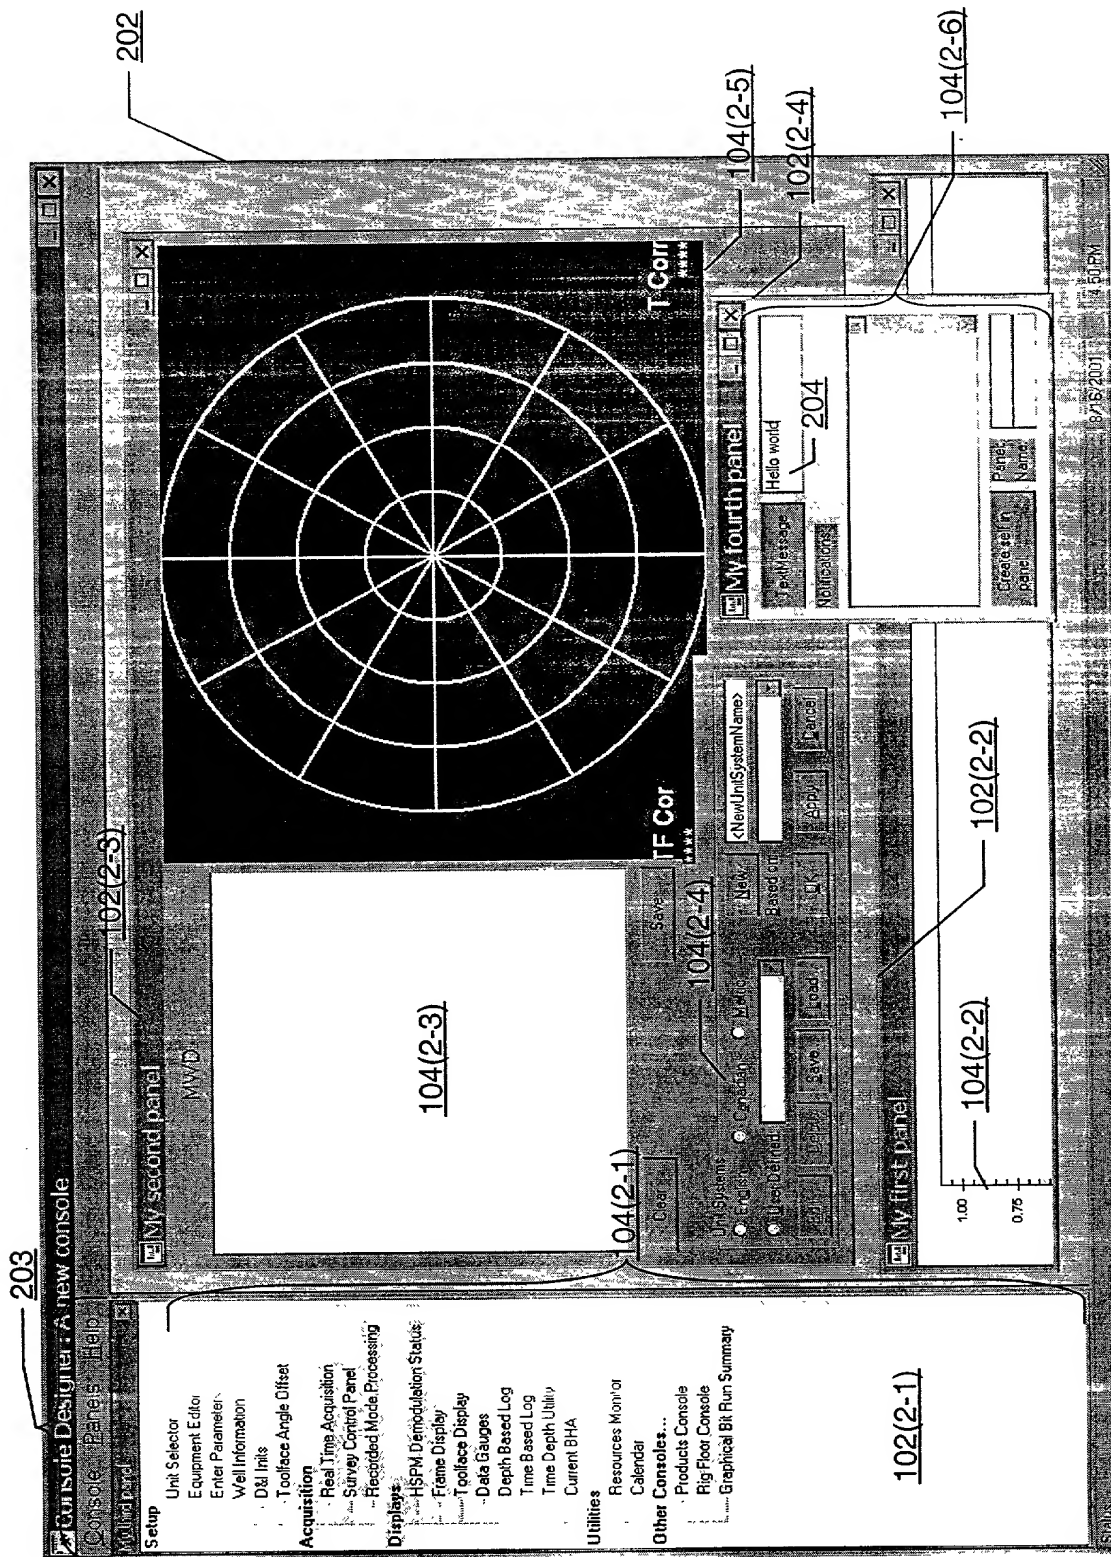 203
202
Console Designer: A new console
Console Panels Help
Setup
Unit Selector
Equipment Editor
Enter Parameters
Well Information
D&I Inits
Toolface Angle Offset
Acquisition
Real Time Acquisition
Survey Control Panel
Recorded Mode Processing
Displays
HSPM Demodulation Status
Frame Display
Toolface Display
Data Gauges
Depth Based Log
Time Based Log
Time Depth Utility
Current BHA
Utilities
Resources Monitor
Calendar
Other Consoles...
Products Console
Rig Floor Console
Graphical Bit Run Summary
102(2-1)
104(2-1)
102(2-3)
My second panel
MWD
104(2-3)
TF Cor
****
T Corr
****
104(2-5)
Clear
Save
104(2-4)
Unit Systems
English
Canadian
Metric
User Defined
New
<NewUnitSystemName>
Based on
Save
Load
OK
Apply
Cancel
102(2-4)
My fourth panel
TextMessage
Hello world
204
Notifications
Create set in
panel
Panel
Name
104(2-6)
My first panel
102(2-2)
104(2-2)
1.00
0.75
4:50 PM